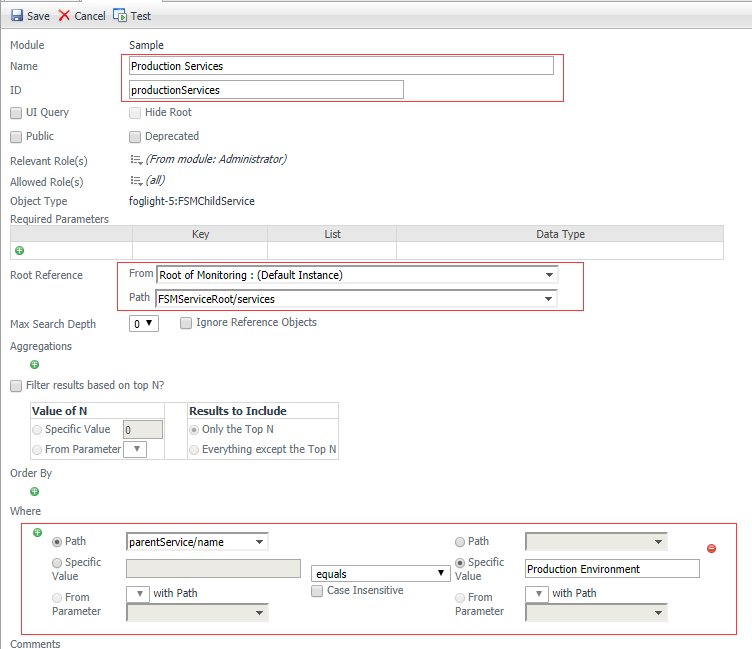 Save Cancel Test
Module Sample
Name Production Services
ID productionServices
UI Query Hide Root
Public Deprecated
Relevant Role(s) (From module: Administrator)
Allowed Role(s) (all)
Object Type foglight-5:FSMChildService
Required Parameters
Key List Data Type
Root Reference From Root of Monitoring : (Default Instance)
Path FSMServiceRoot/services
Max Search Depth 0 Ignore Reference Objects
Aggregations
Filter results based on top N?
Value of N Results to Include
Specific Value 0 Only the Top N
From Parameter Everything except the Top N
Order By
Where
Path parentService/name Path
Specific Value equals Specific Value Production Environment
Case Insensitive
From Parameter with Path From Parameter with Path
Comments